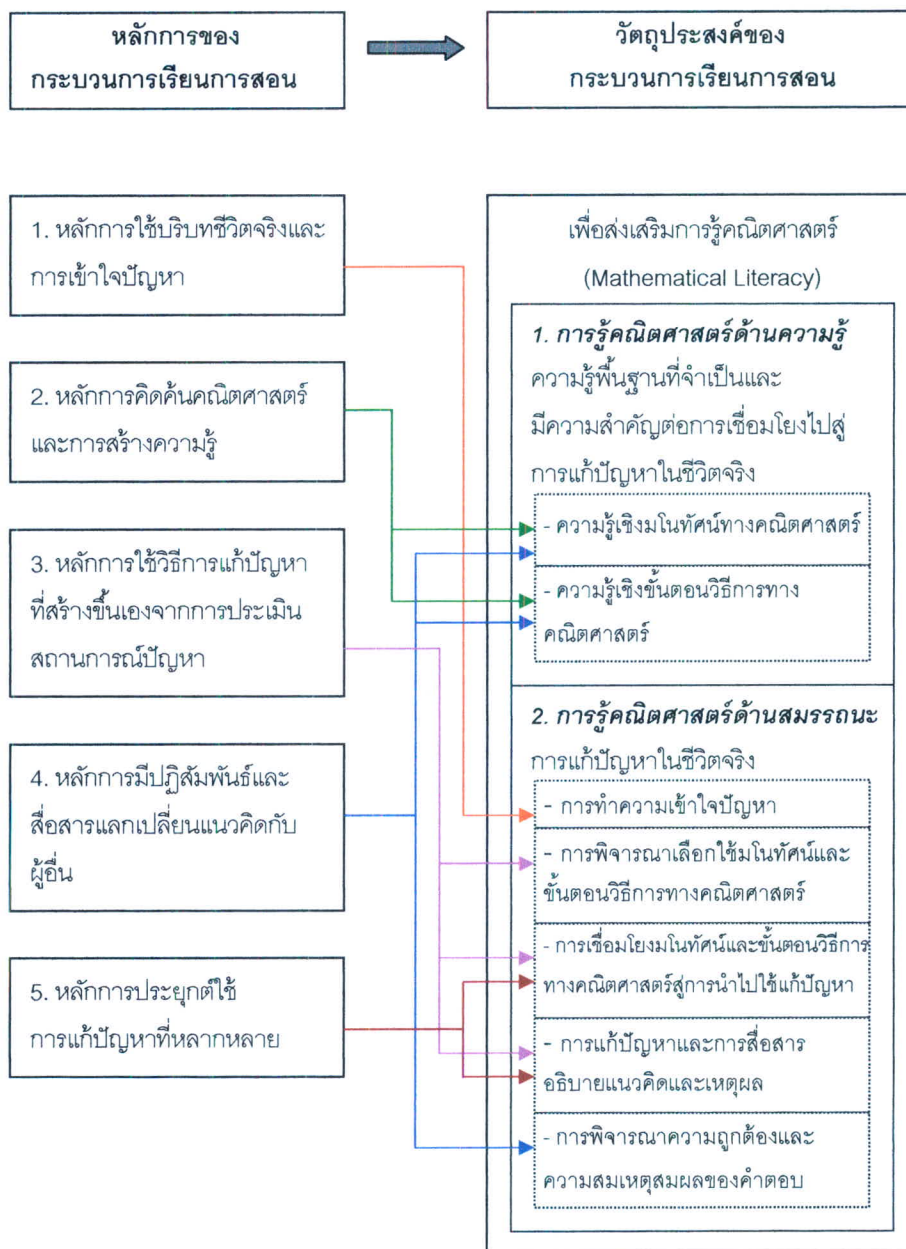 หลักการของ
กระบวนการเรียนการสอน
วัตถุประสงค์ของ
กระบวนการเรียนการสอน
1. หลักการใช้บริบทชีวิตจริงและ
การเข้าใจปัญหา
2. หลักการคิดค้นคณิตศาสตร์
และการสร้างความรู้
3. หลักการใช้วิธีการแก้ปัญหา
ที่สร้างขึ้นเองจากการประเมิน
สถานการณ์ปัญหา
4. หลักการมีปฏิสัมพันธ์และ
สื่อสารแลกเปลี่ยนแนวคิดกับ
ผู้อื่น
5. หลักการประยุกต์ใช้
การแก้ปัญหาที่หลากหลาย
เพื่อส่งเสริมการรู้คณิตศาสตร์
(Mathematical Literacy)
1. การรู้คณิตศาสตร์ด้านความรู้
ความรู้พื้นฐานที่จำเป็นและ
มีความสำคัญต่อการเชื่อมโยงไปสู่
การแก้ปัญหาในชีวิตจริง
- ความรู้เชิงมโนทัศน์ทางคณิตศาสตร์
- ความรู้เชิงขั้นตอนวิธีการทาง
คณิตศาสตร์
2. การรู้คณิตศาสตร์ด้านสมรรถนะ
การแก้ปัญหาในชีวิตจริง
- การทำความเข้าใจปัญหา
- การพิจารณาเลือกใช้มโนทัศน์และ
ขั้นตอนวิธีการทางคณิตศาสตร์
- การเชื่อมโยงมโนทัศน์และขั้นตอนวิธีการ
ทางคณิตศาสตร์สู่การนำไปใช้แก้ปัญหา
- การแก้ปัญหาและการสื่อสาร
อธิบายแนวคิดและเหตุผล
- การพิจารณาความถูกต้องและ
ความสมเหตุสมผลของคำตอบ